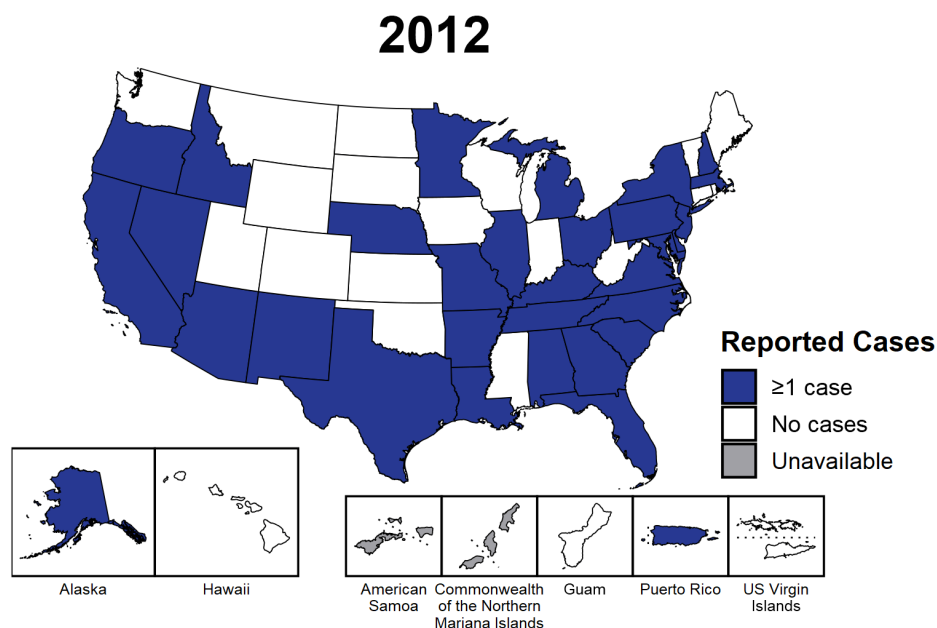 2012
Reported Cases
≥1 case
No cases
Unavailable
Alaska
Hawaii
American
Samoa
Commonwealth
of the Northern
Mariana Islands
Guam
Puerto Rico
US Virgin
Islands